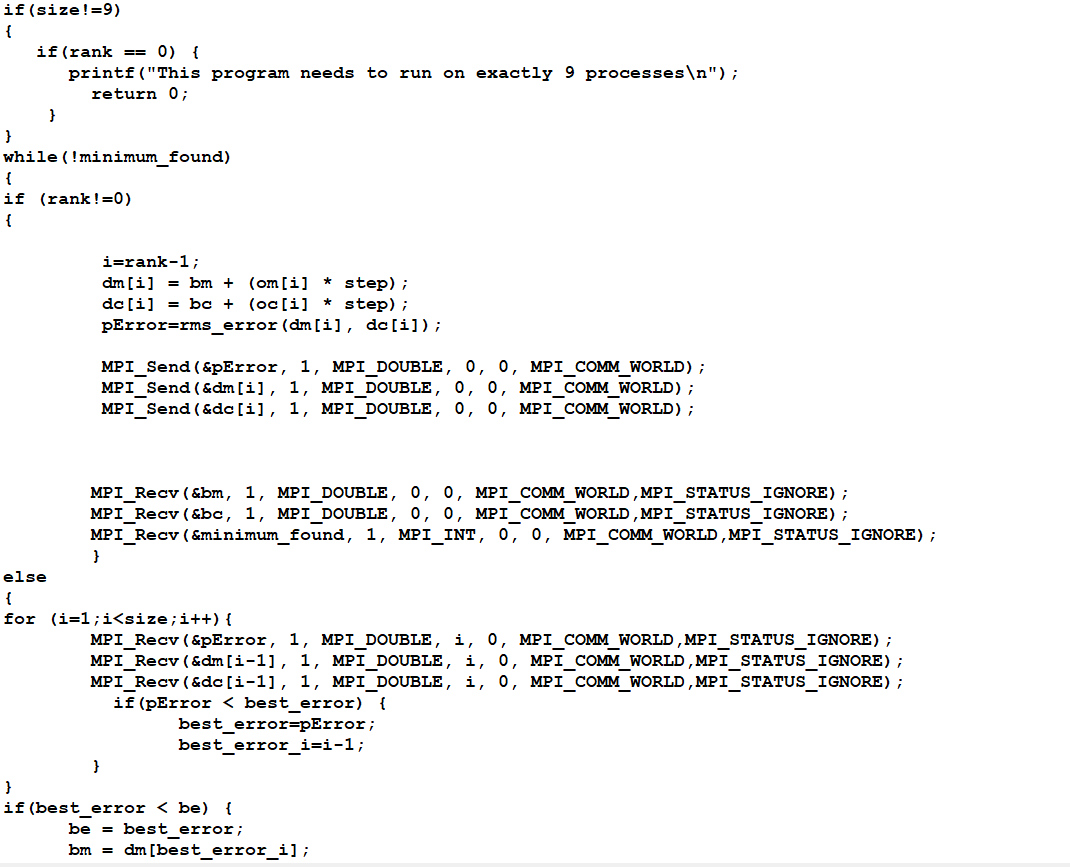 if(size!=9)
{
if(rank == 0) {
printf("This program needs to run on exactly 9 processes\n");
return 0;
}
}
while(!minimum_found)
{
if (rank!=0)
{
i=rank-1;
dm[i] = bm + (om[i] * step);
dc[i] = bc + (oc[i] * step);
pError=rms_error(dm[i], dc[i]);
MPI_Send(&pError, 1, MPI_DOUBLE, 0, 0, MPI_COMM_WORLD);
MPI_Send(&dm[i], 1, MPI_DOUBLE, 0, 0, MPI_COMM_WORLD);
MPI_Send(&dc[i], 1, MPI_DOUBLE, 0, 0, MPI_COMM_WORLD);
MPI_Recv(&bm, 1, MPI_DOUBLE, 0, 0, MPI_COMM_WORLD,MPI_STATUS_IGNORE);
MPI_Recv(&bc, 1, MPI_DOUBLE, 0, 0, MPI_COMM_WORLD,MPI_STATUS_IGNORE);
MPI_Recv(&minimum_found, 1, MPI_INT, 0, 0, MPI_COMM_WORLD,MPI_STATUS_IGNORE);
}
else
{
for (i=1;i<size;i++){
MPI_Recv(&pError, 1, MPI_DOUBLE, i, 0, MPI_COMM_WORLD,MPI_STATUS_IGNORE);
MPI_Recv(&dm[i-1], 1, MPI_DOUBLE, i, 0, MPI_COMM_WORLD,MPI_STATUS_IGNORE);
MPI_Recv(&dc[i-1], 1, MPI_DOUBLE, i, 0, MPI_COMM_WORLD,MPI_STATUS_IGNORE);
if(pError < best_error) {
best_error=pError;
best_error_i=i-1;
}
}
if(best_error < be) {
be = best_error;
bm = dm[best_error_i];